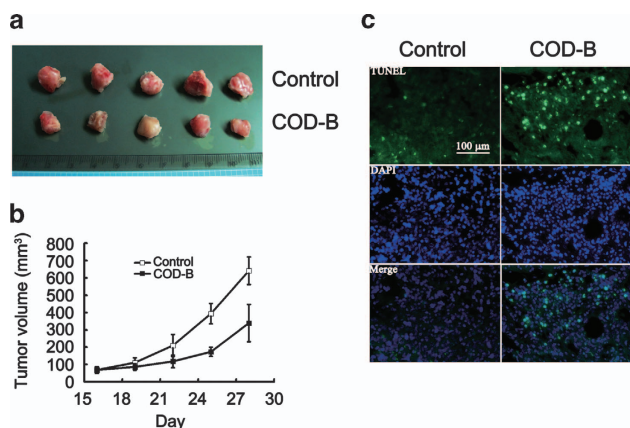 a
Control
COD-B
b
Tumor volume (mm³)
800
700
600
500
400
300
200
100
0
Control
COD-B
15
18
21
24
27
30
Day
c
Control
COD-B
TUNEL
100 μm
DAPI
Merge